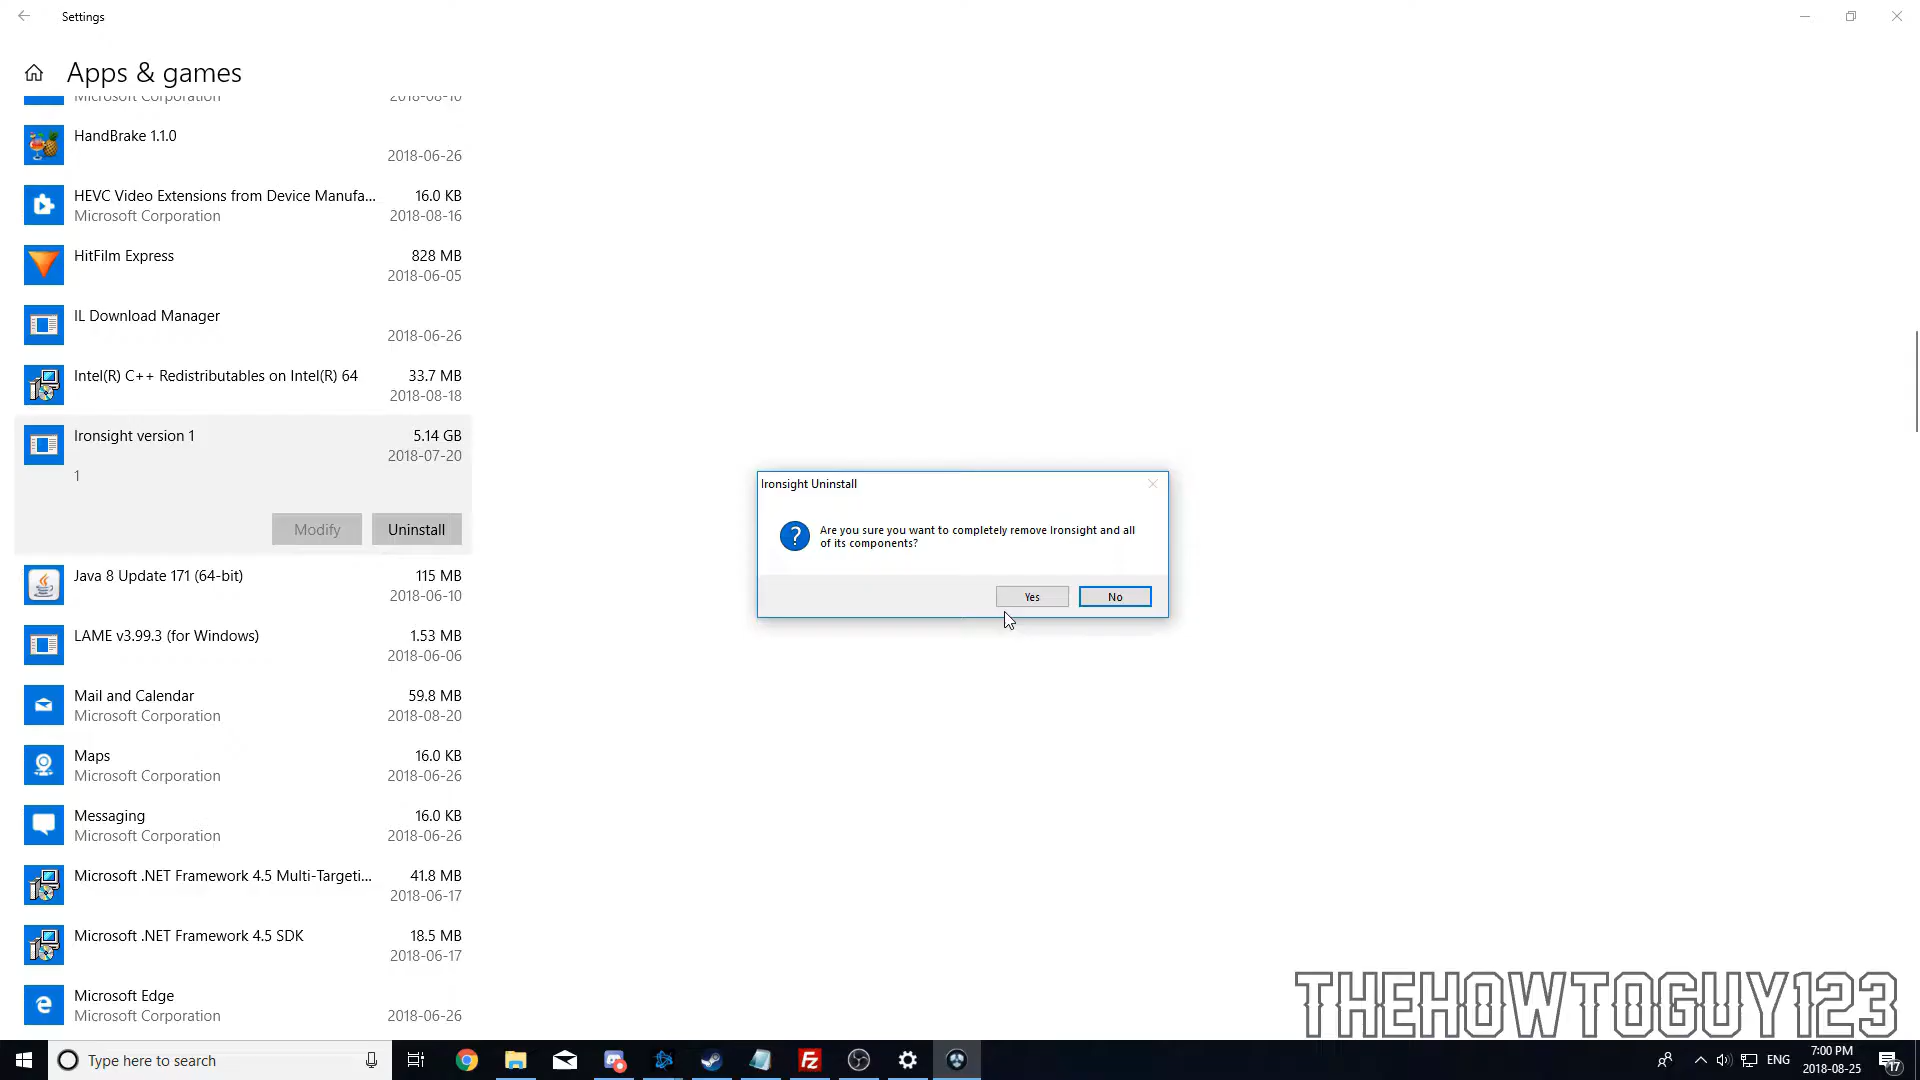 Settings
Apps & games
Microsoft Corporation 2018-08-10
HandBrake 1.1.0
2018-06-26
HEVC Video Extensions from Device Manufa... 16.0 KB
Microsoft Corporation 2018-08-16
HitFilm Express 828 MB
2018-06-05
IL Download Manager
2018-06-26
Intel(R) C++ Redistributables on Intel(R) 64 33.7 MB
2018-08-18
Ironsight version 1 5.14 GB
2018-07-20
1
Modify Uninstall
Java 8 Update 171 (64-bit) 115 MB
2018-06-10
LAME v3.99.3 (for Windows) 1.53 MB
2018-06-06
Mail and Calendar 59.8 MB
Microsoft Corporation 2018-08-20
Maps 16.0 KB
Microsoft Corporation 2018-06-26
Messaging 16.0 KB
Microsoft Corporation 2018-06-26
Microsoft .NET Framework 4.5 Multi-Targeti... 41.8 MB
2018-06-17
Microsoft .NET Framework 4.5 SDK 18.5 MB
2018-06-17
Microsoft Edge
Microsoft Corporation 2018-06-26
Ironsight Uninstall
Are you sure you want to completely remove Ironsight and all
of its components?
Yes No
THEHOWTOGUY123
Type here to search
ENG
7:00 PM
2018-08-25
17